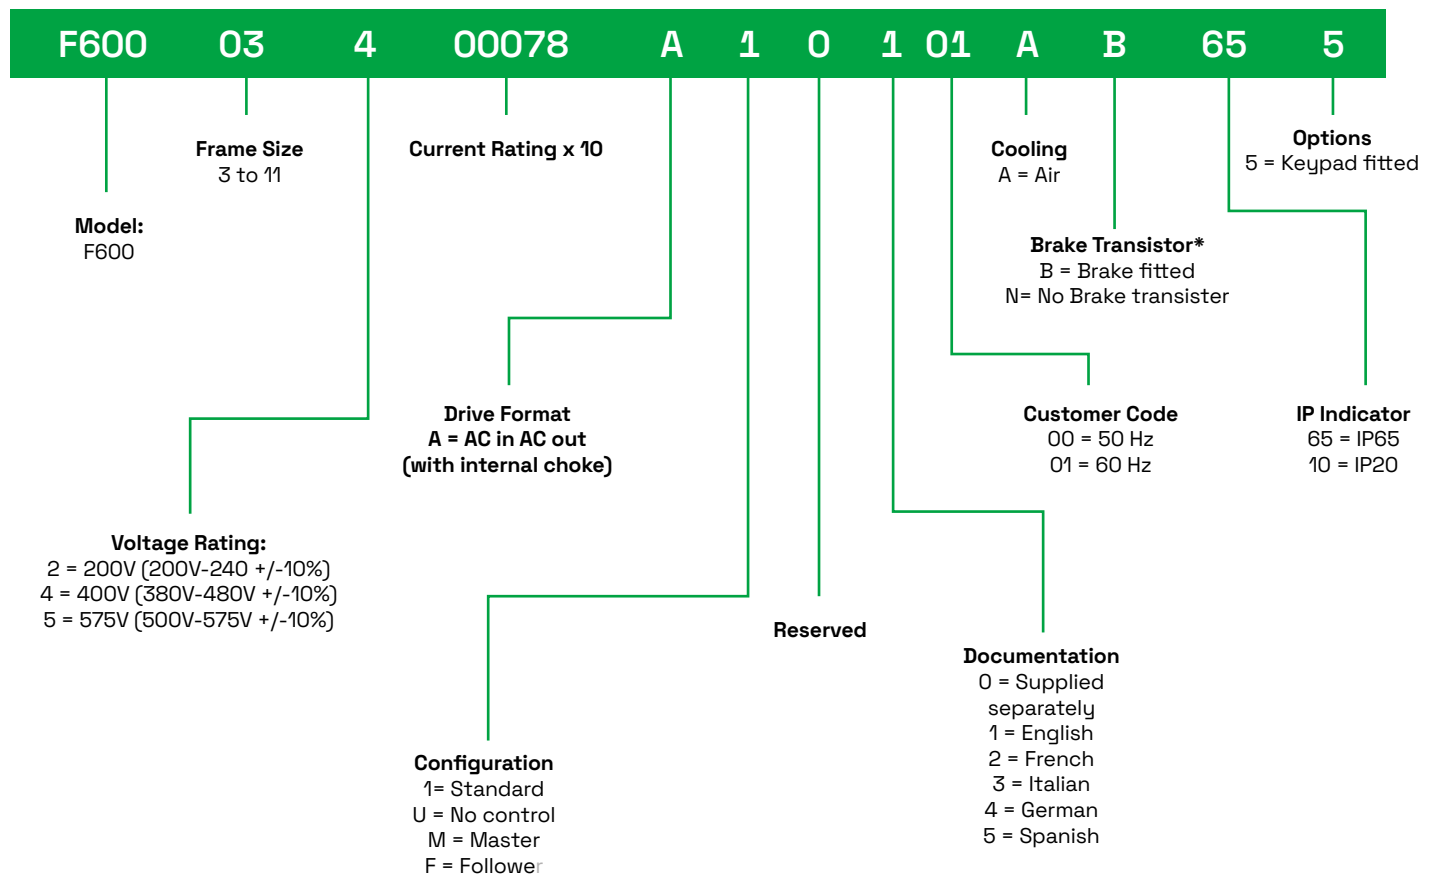 F600 03 4 00078 A 1 0 1 01 A B 65 5
Model:
F600
Frame Size
3 to 11
Voltage Rating:
2 = 200V (200V-240 +/-10%)
4 = 400V (380V-480V +/-10%)
5 = 575V (500V-575V +/-10%)
Current Rating x 10
Drive Format
A = AC in AC out
(with internal choke)
Configuration
1= Standard
U = No control
M = Master
F = Follower
Reserved
Documentation
0 = Supplied
separately
1 = English
2 = French
3 = Italian
4 = German
5 = Spanish
Customer Code
00 = 50 Hz
01 = 60 Hz
Cooling
A = Air
Brake Transistor*
B = Brake fitted
N= No Brake transister
IP Indicator
65 = IP65
10 = IP20
Options
5 = Keypad fitted